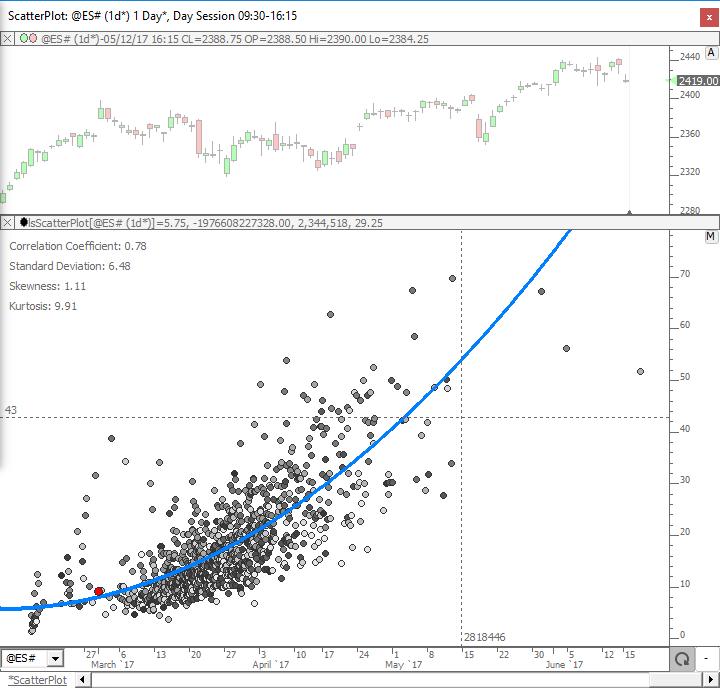 ScatterPlot: @ES# (1d*) 1 Day*, Day Session 09:30-16:15 x
@ES# (1d*)-05/12/17 16:15 CL=2388.75 OP=2388.50 Hi=2390.00 Lo=2384.25
A
2440
2419.00
2400
2360
2320
2280
lsScatterPlot[@ES# (1d*)]=5.75, -1976608227328.00, 2,344,518, 29.25
M
Correlation Coefficient: 0.78
Standard Deviation: 6.48
Skewness: 1.11
Kurtosis: 9.91
70
60
50
43
40
30
20
10
0
2818446
@ES#
27 6 13 20 27 3 10 17 24 1 8 15 22 30 5 12 15
March `17 April `17 May `17 June `17
-
*ScatterPlot